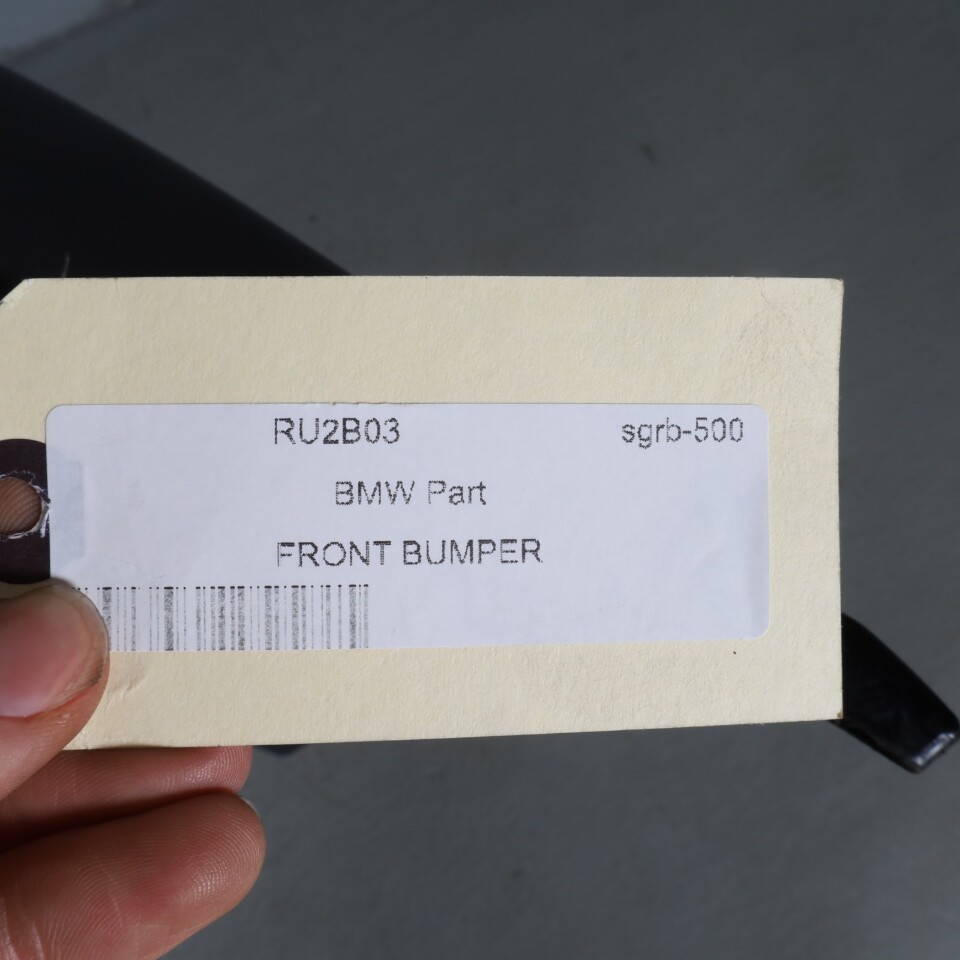 RU2B03 sgrb-500
BMW Part
FRONT BUMPER